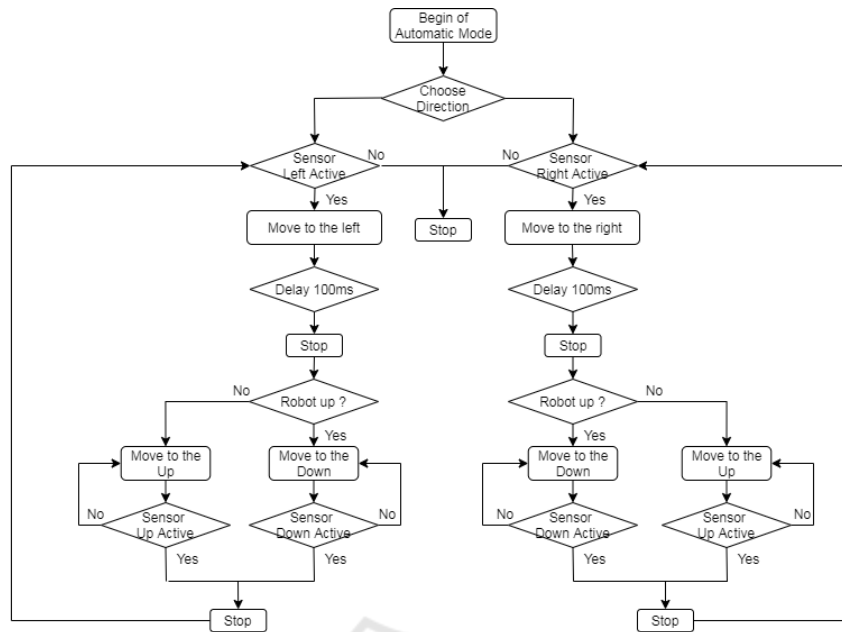 Begin of
Automatic Mode
Choose
Direction
Sensor
Left Active
No
No
Sensor
Right Active
Yes
Yes
Move to the left
Stop
Move to the right
Delay 100ms
Delay 100ms
Stop
Stop
No
Robot up ?
Robot up ?
No
Yes
Yes
Move to the
Up
Move to the
Down
Move to the
Down
Move to the
Up
No
Sensor
Up Active
Sensor
Down Active
No
No
Sensor
Down Active
Sensor
Up Active
No
Yes
Yes
Yes
Yes
Stop
Stop